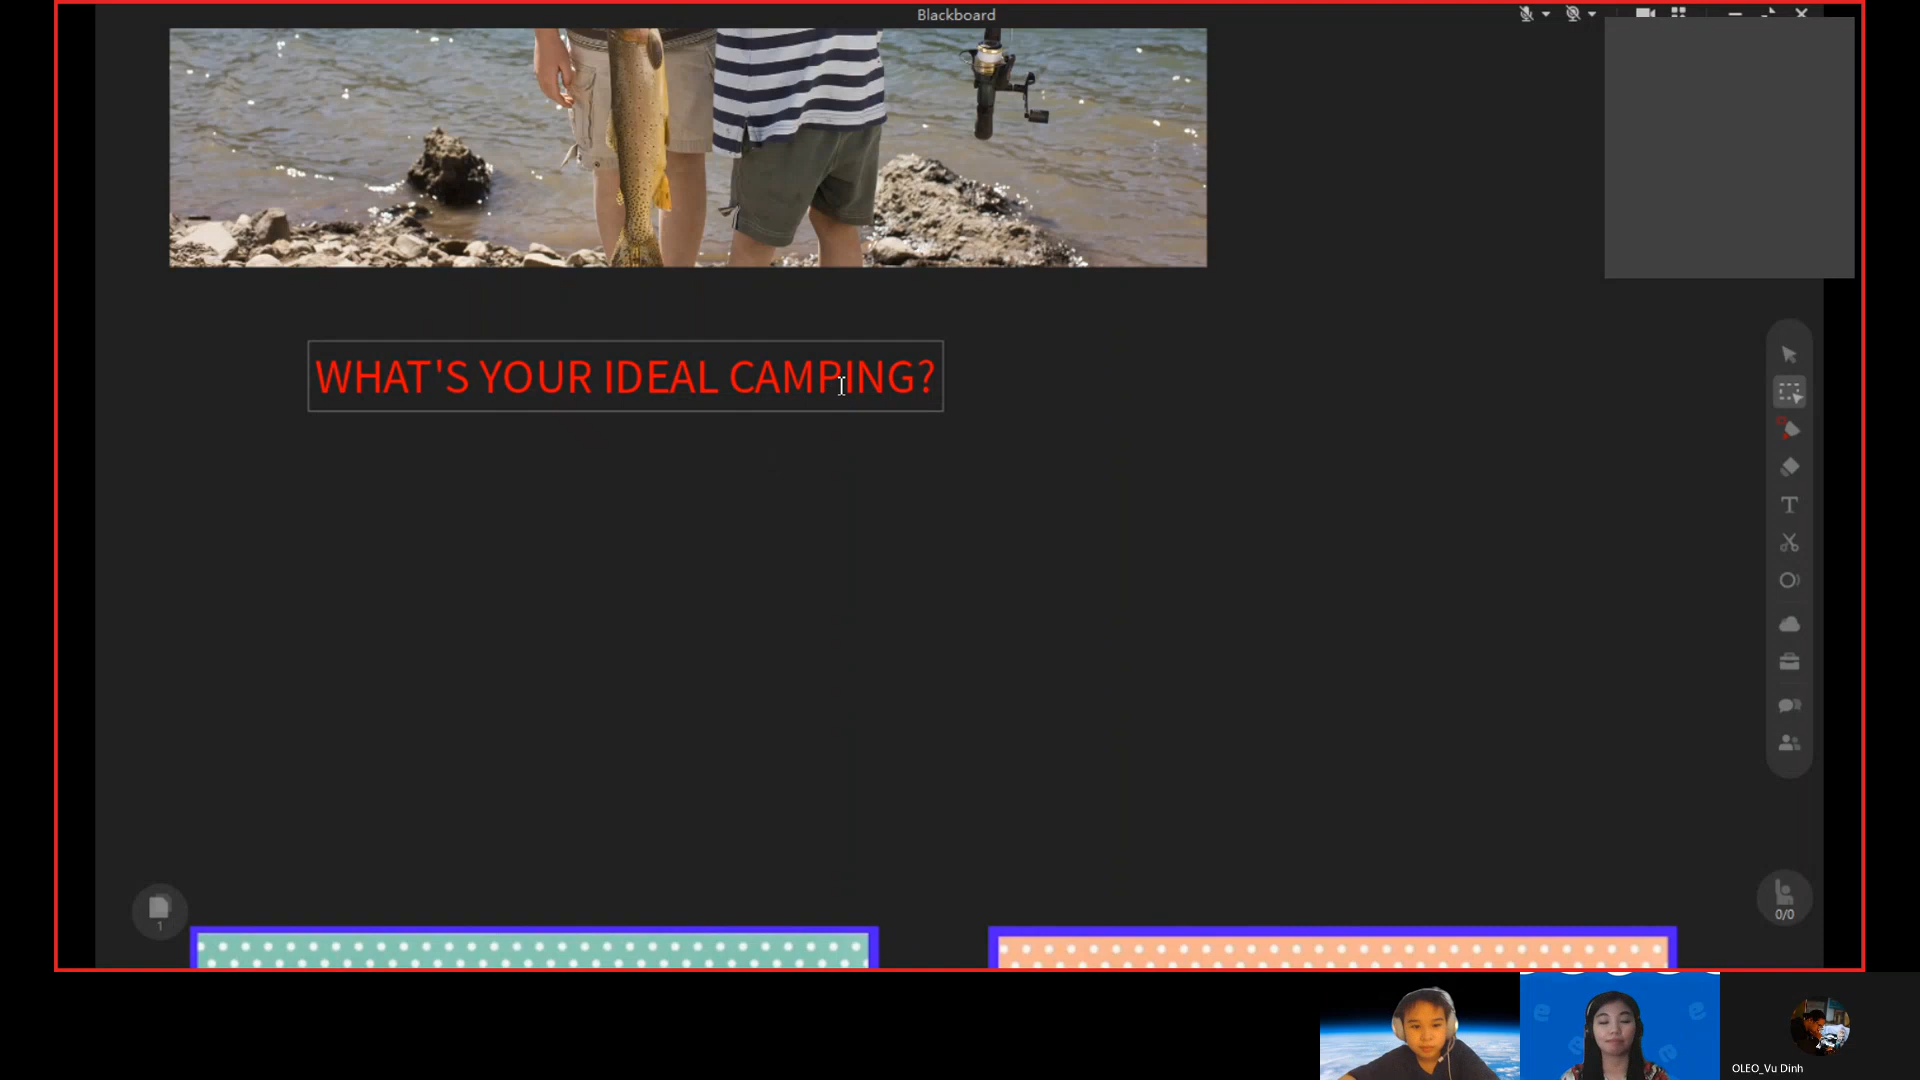 Blackboard
WHAT'S YOUR IDEAL CAMPING?
T
1
0/0
OLEO_Vu Dinh